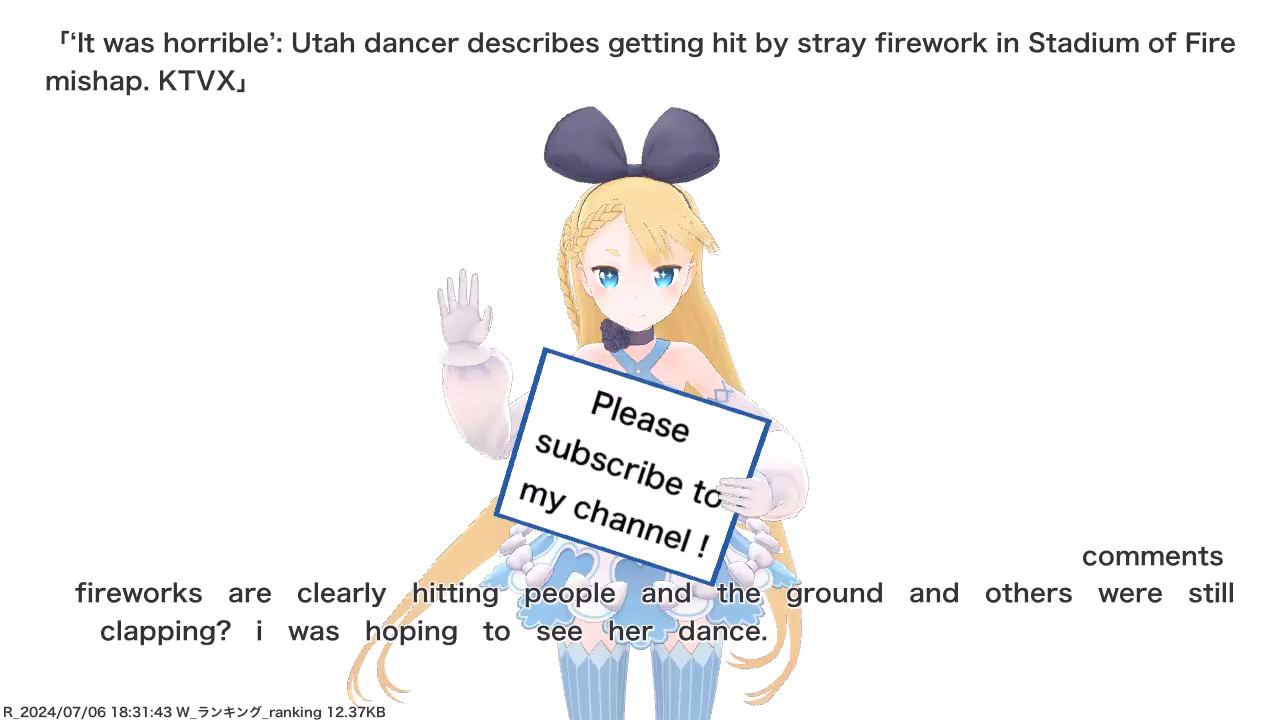 「‘It was horrible’: Utah dancer describes getting hit by stray firework in Stadium of Fire
mishap. KTVX」
Please
subscribe to
my channel !
comments
fireworks are clearly hitting people and the ground and others were still
clapping? i was hoping to see her dance.
R_2024/07/06 18:31:43 W_ランキング_ranking 12.37KB